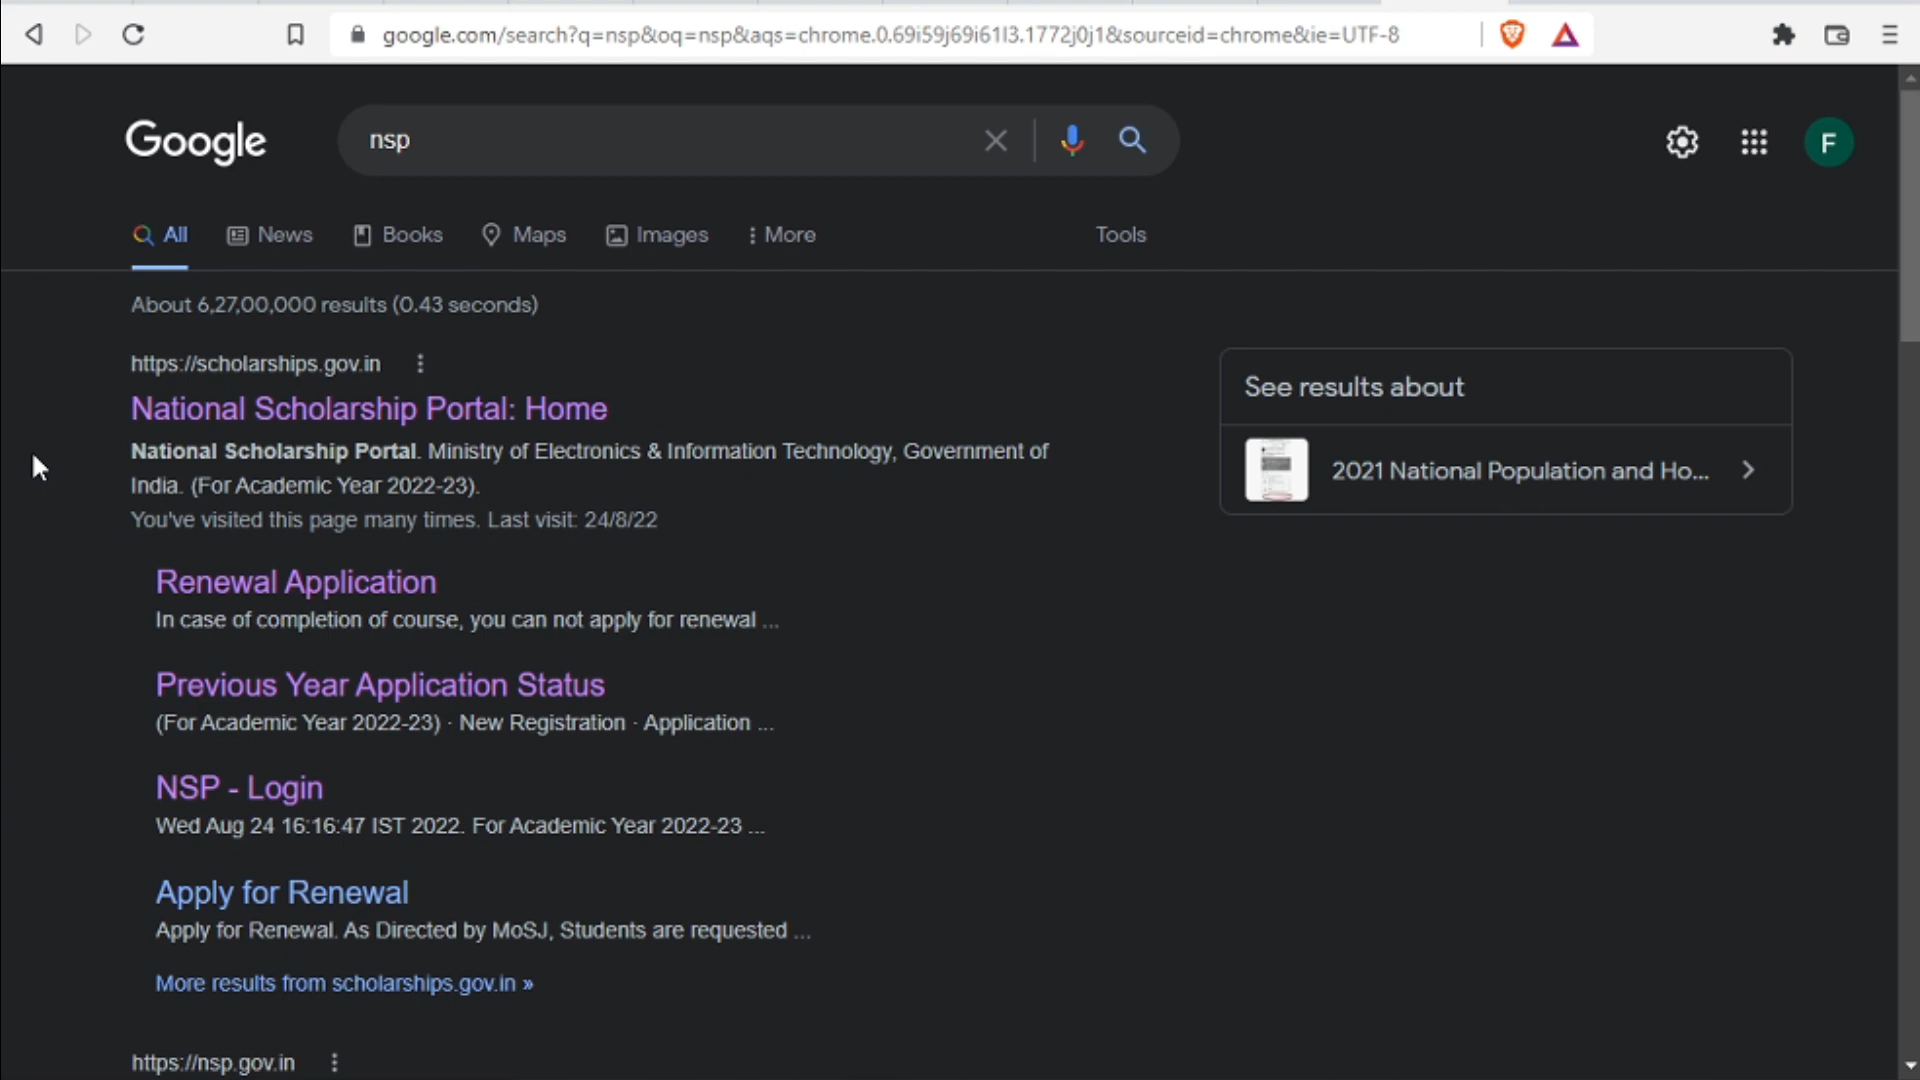 google.com/search?q=nsp&oq=nsp&aqs=chrome.0.69i59j69i61l3.1772j0j1&sourceid=chrome&ie=UTF-8
Google
nsp
F
All News Books Maps Images More Tools
About 6,27,00,000 results (0.43 seconds)
https://scholarships.gov.in
National Scholarship Portal: Home
National Scholarship Portal. Ministry of Electronics & Information Technology, Government of
India. (For Academic Year 2022-23).
You've visited this page many times. Last visit: 24/8/22
Renewal Application
In case of completion of course, you can not apply for renewal ...
Previous Year Application Status
(For Academic Year 2022-23) · New Registration · Application ...
NSP - Login
Wed Aug 24 16:16:47 IST 2022. For Academic Year 2022-23 ...
Apply for Renewal
Apply for Renewal. As Directed by MoSJ, Students are requested ...
More results from scholarships.gov.in »
https://nsp.gov.in
See results about
2021 National Population and Ho...